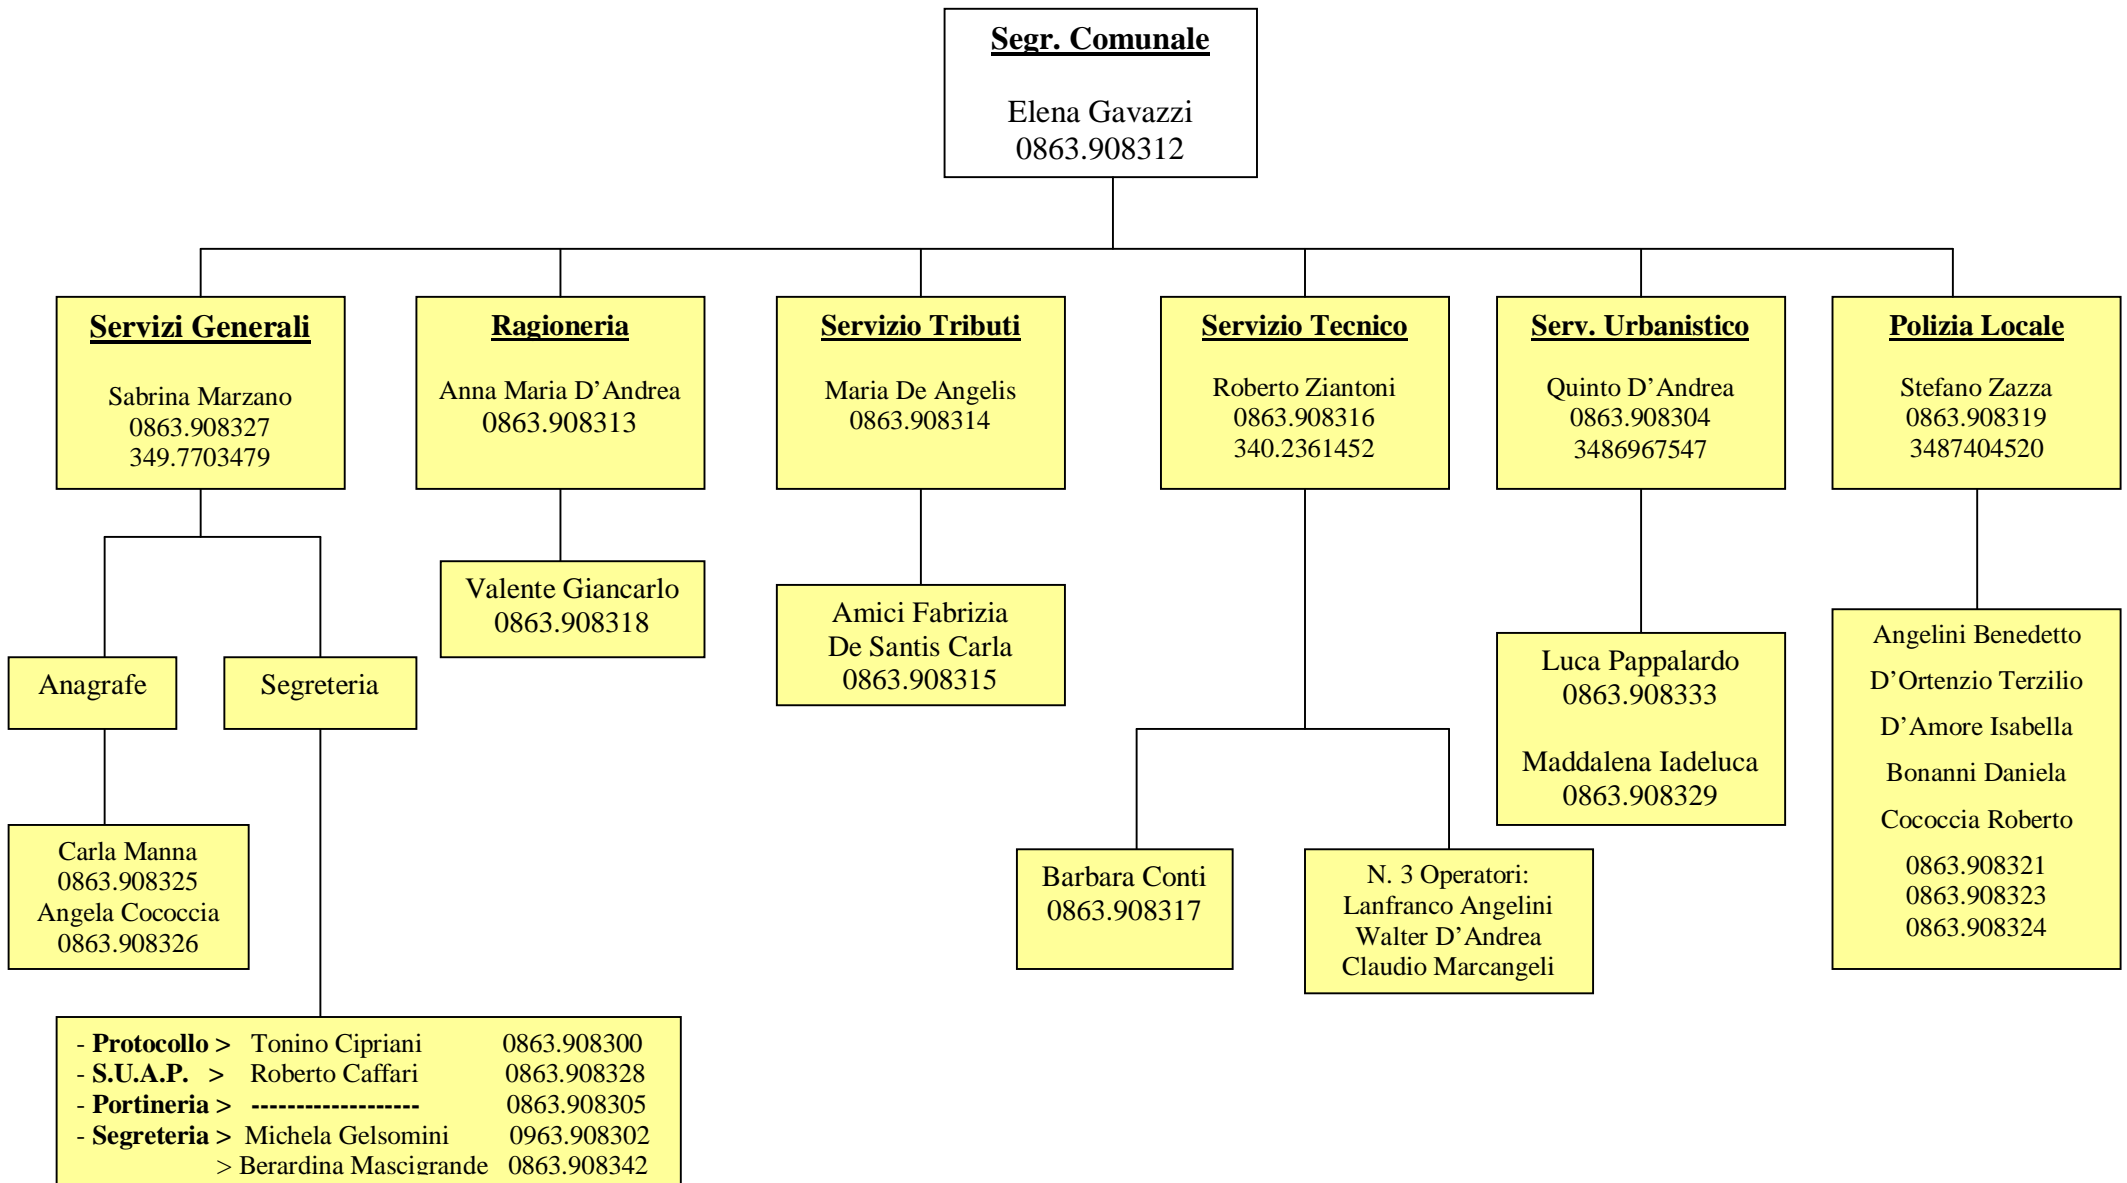 Segr. Comunale
Elena Gavazzi
0863.908312
Servizi Generali
Sabrina Marzano
0863.908327
349.7703479
Ragioneria
Anna Maria D’Andrea
0863.908313
Servizio Tributi
Maria De Angelis
0863.908314
Servizio Tecnico
Roberto Ziantoni
0863.908316
340.2361452
Serv. Urbanistico
Quinto D’Andrea
0863.908304
3486967547
Polizia Locale
Stefano Zazza
0863.908319
3487404520
Valente Giancarlo
0863.908318
Amici Fabrizia
De Santis Carla
0863.908315
Anagrafe
Segreteria
Luca Pappalardo
0863.908333
Maddalena Iadeluca
0863.908329
Angelini Benedetto
D’Ortenzio Terzilio
D’Amore Isabella
Bonanni Daniela
Cococcia Roberto
0863.908321
0863.908323
0863.908324
Carla Manna
0863.908325
Angela Cococcia
0863.908326
Barbara Conti
0863.908317
N. 3 Operatori:
Lanfranco Angelini
Walter D’Andrea
Claudio Marcangeli
- Protocollo > Tonino Cipriani 0863.908300
- S.U.A.P. > Roberto Caffari 0863.908328
- Portineria > ------------------- 0863.908305
- Segreteria > Michela Gelsomini 0963.908302
> Berardina Mascigrande 0863.908342